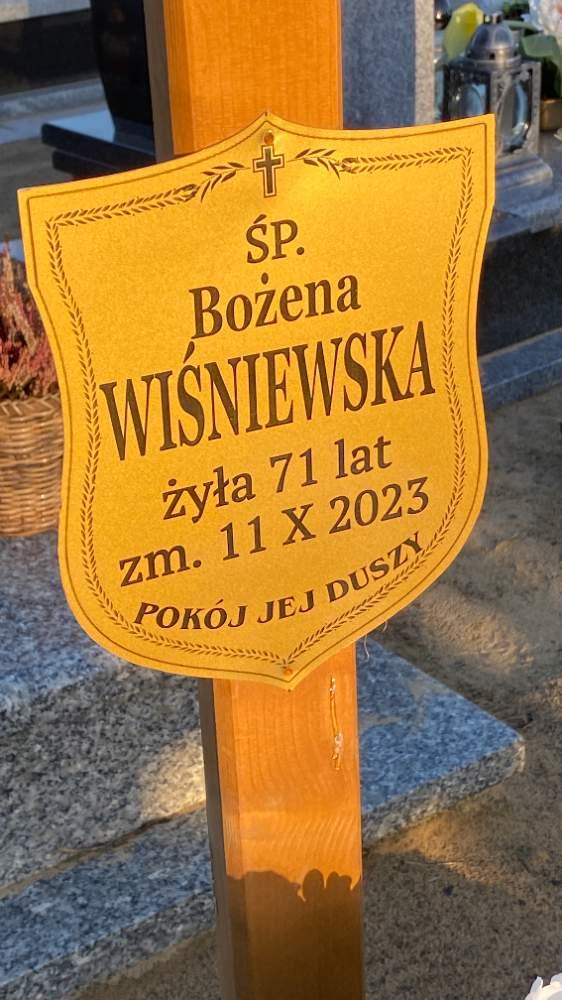 ŚP.
Bożena
WIŚNIEWSKA
żyła 71 lat
zm. 11 X 2023
POKÓJ JEJ DUSZY